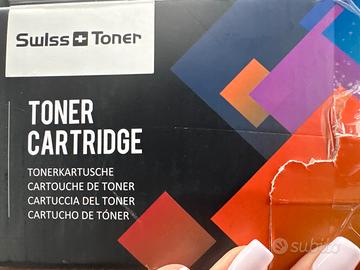 Swiss + Toner
TONER
CARTRIDGE
TONERKARTUSCHE
CARTOUCHE DE TONER
CARTUCCIA DEL TONER
CARTUCHO DE TÓNER
subito